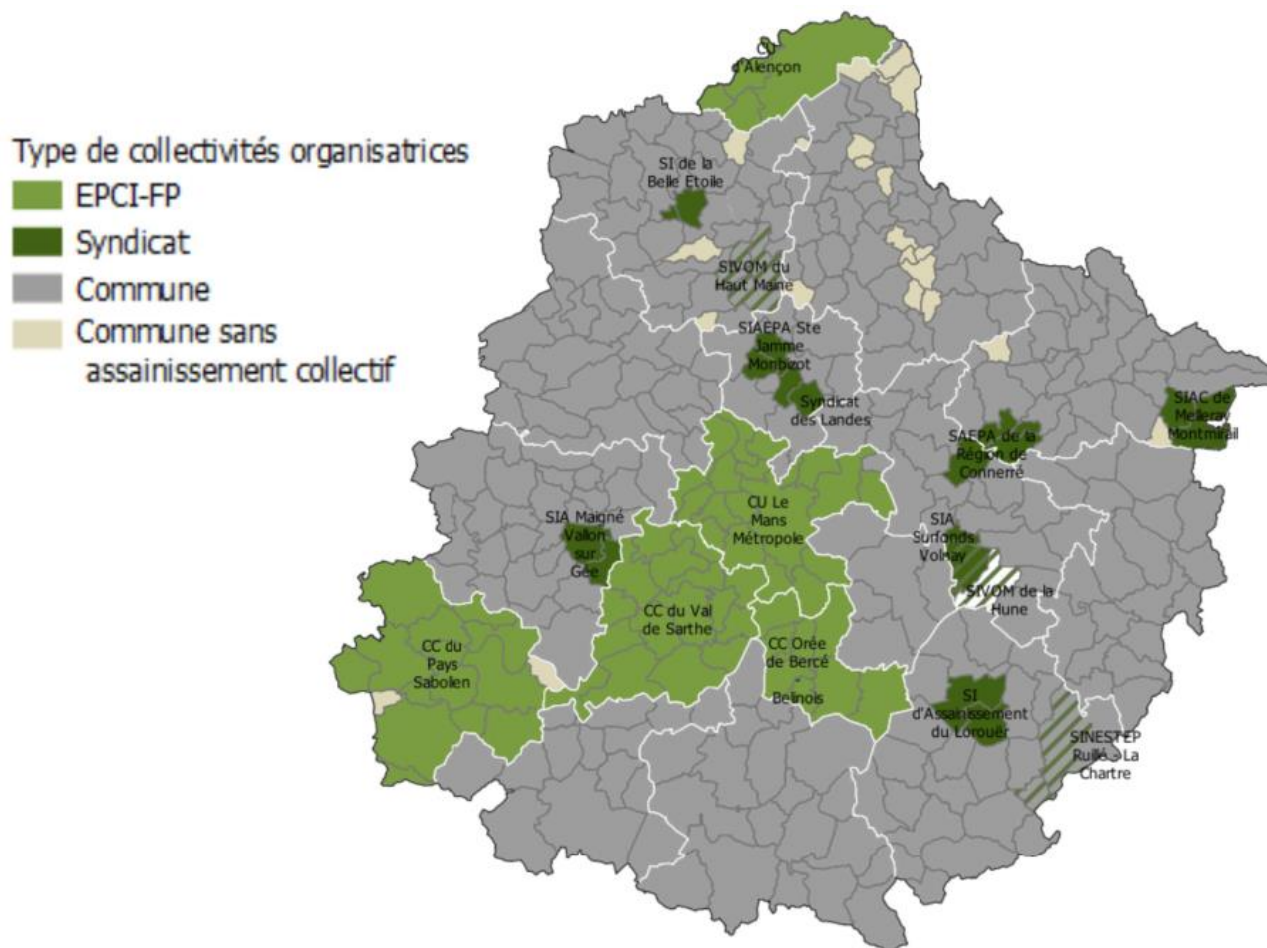 Type de collectivités organisatrices
EPCI-FP
Syndicat
Commune
Commune sans
assainissement collectif
CU
d'Alençon
SI de la
Belle Etoile
SIVOM du
Haut Maine
SIAEPA Ste
Jamme
Monbizot
Syndicat
des Landes
SIAC de
Melleray
Montmirail
SAEPA de la
Région de
Connerré
CU Le
Mans
Métropole
SIA Maigné
Vallon
sur
Gée
SIA
Surfonds
Volnay
SIVOM de la
Hune
CC du Val
de Sarthe
CC Orée
de Bercé
-
Belinois
CC du
Pays
Sabolien
SI
d'Assainissement
du Lorouër
SINESTEP
Ruillé - La
Chartre